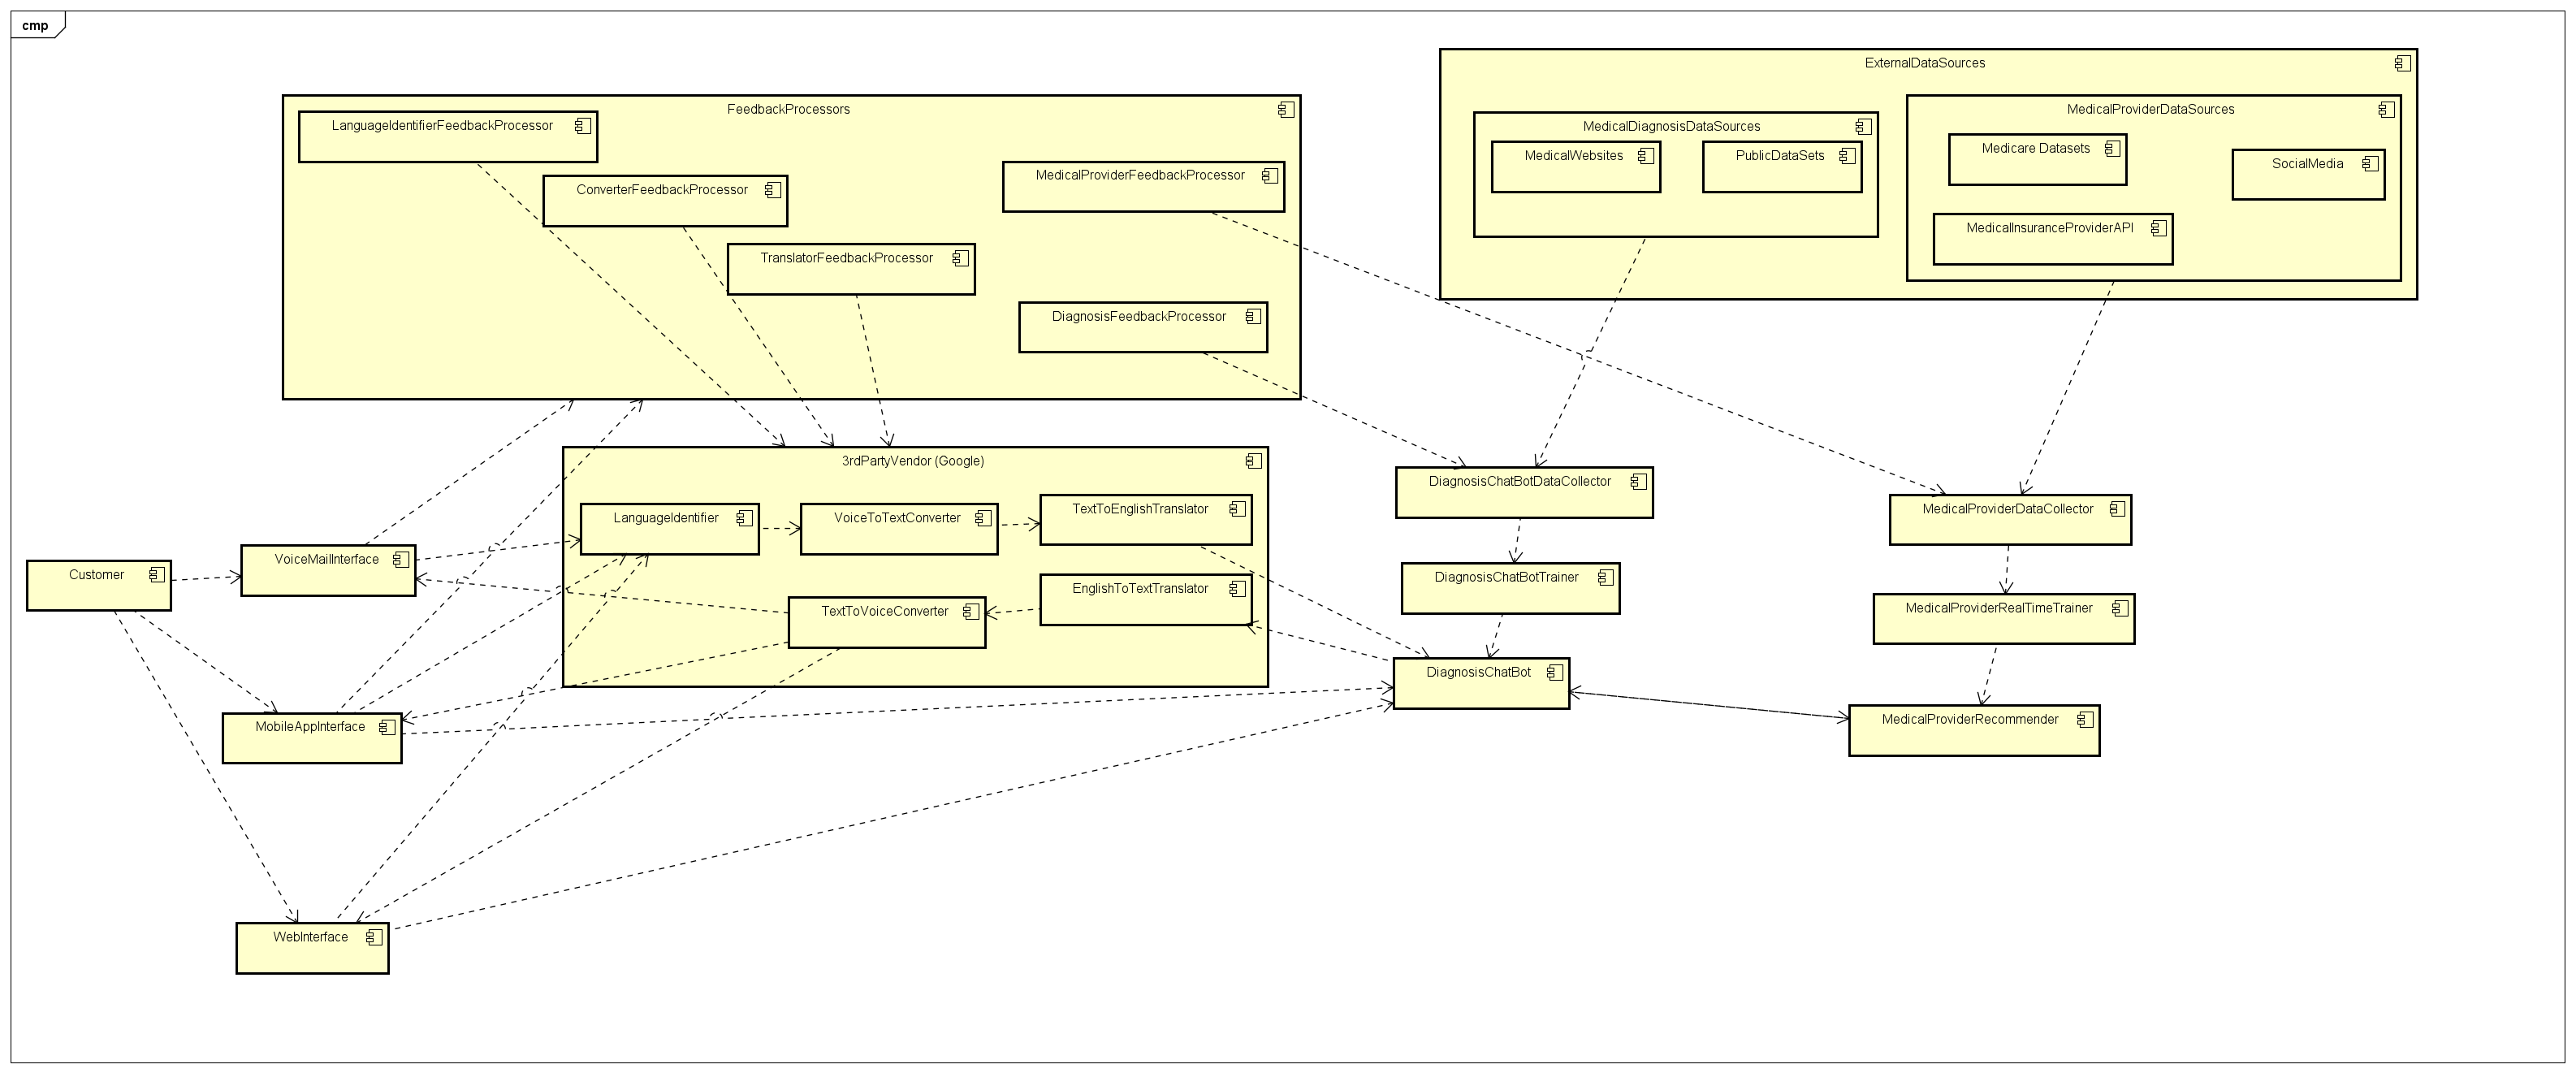 cmp
ExternalDataSources
FeedbackProcessors
MedicalProviderDataSources
LanguageIdentifierFeedbackProcessor
MedicalDiagnosisDataSources
Medicare Datasets
MedicalWebsites
PublicDataSets
SocialMedia
MedicalProviderFeedbackProcessor
ConverterFeedbackProcessor
MedicalInsuranceProviderAPI
TranslatorFeedbackProcessor
DiagnosisFeedbackProcessor
3rdPartyVendor (Google)
DiagnosisChatBotDataCollector
TextToEnglishTranslator
MedicalProviderDataCollector
LanguageIdentifier
VoiceToTextConverter
VoiceMailInterface
Customer
DiagnosisChatBotTrainer
EnglishToTextTranslator
MedicalProviderRealTimeTrainer
TextToVoiceConverter
DiagnosisChatBot
MedicalProviderRecommender
MobileAppInterface
WebInterface